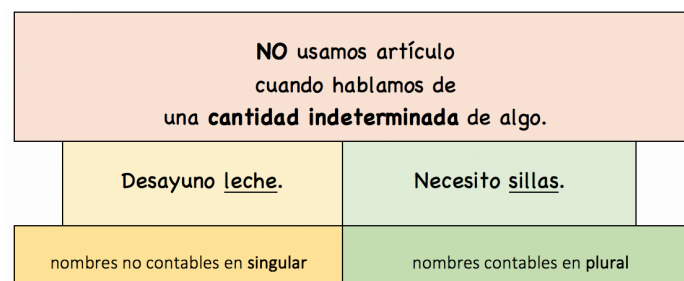 NO usamos artículo
cuando hablamos de
una cantidad indeterminada de algo.
Desayuno leche.
Necesito sillas.
nombres no contables en singular
nombres contables en plural